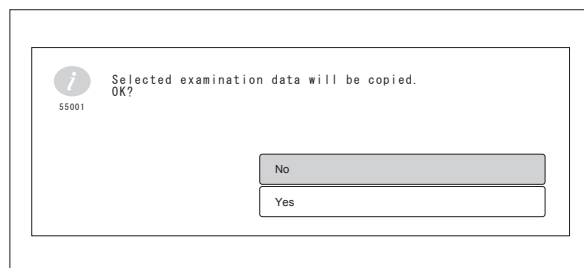 i
Selected examination data will be copied.
OK?
55001
No
Yes